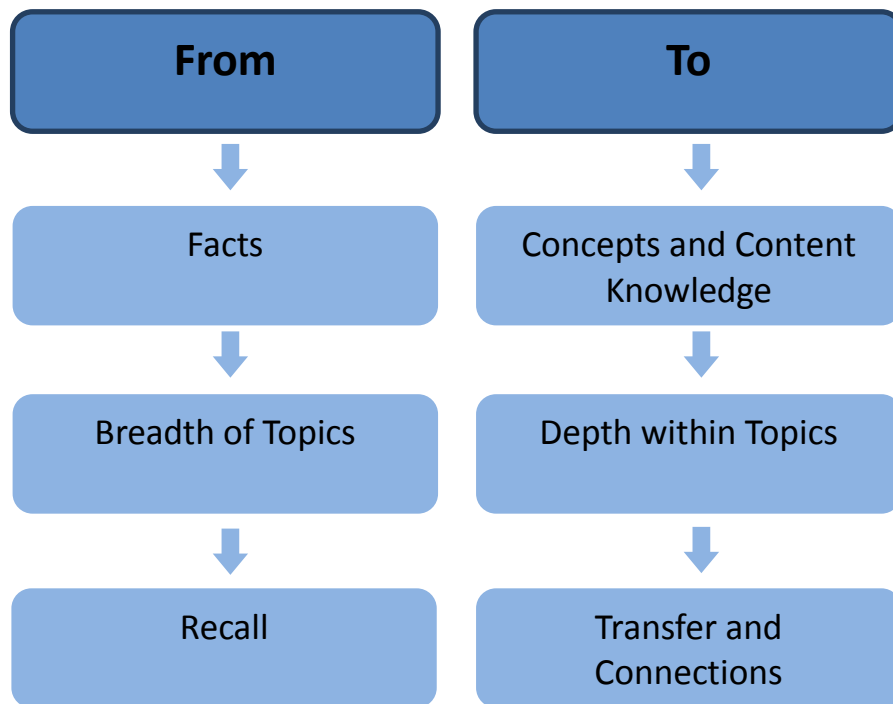 From
To
Facts
Concepts and Content
Knowledge
Breadth of Topics
Depth within Topics
Recall
Transfer and
Connections